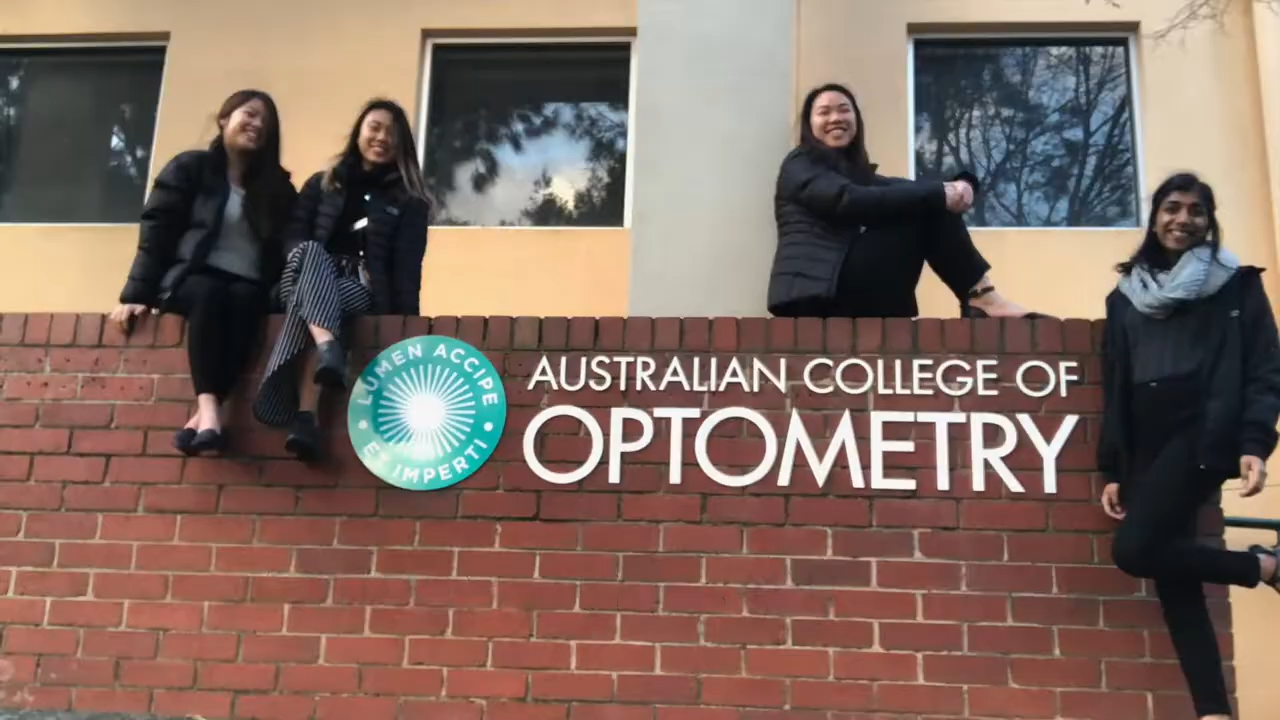 LUMEN ACCIPE
ET IMPERTI
AUSTRALIAN COLLEGE OF
OPTOMETRY